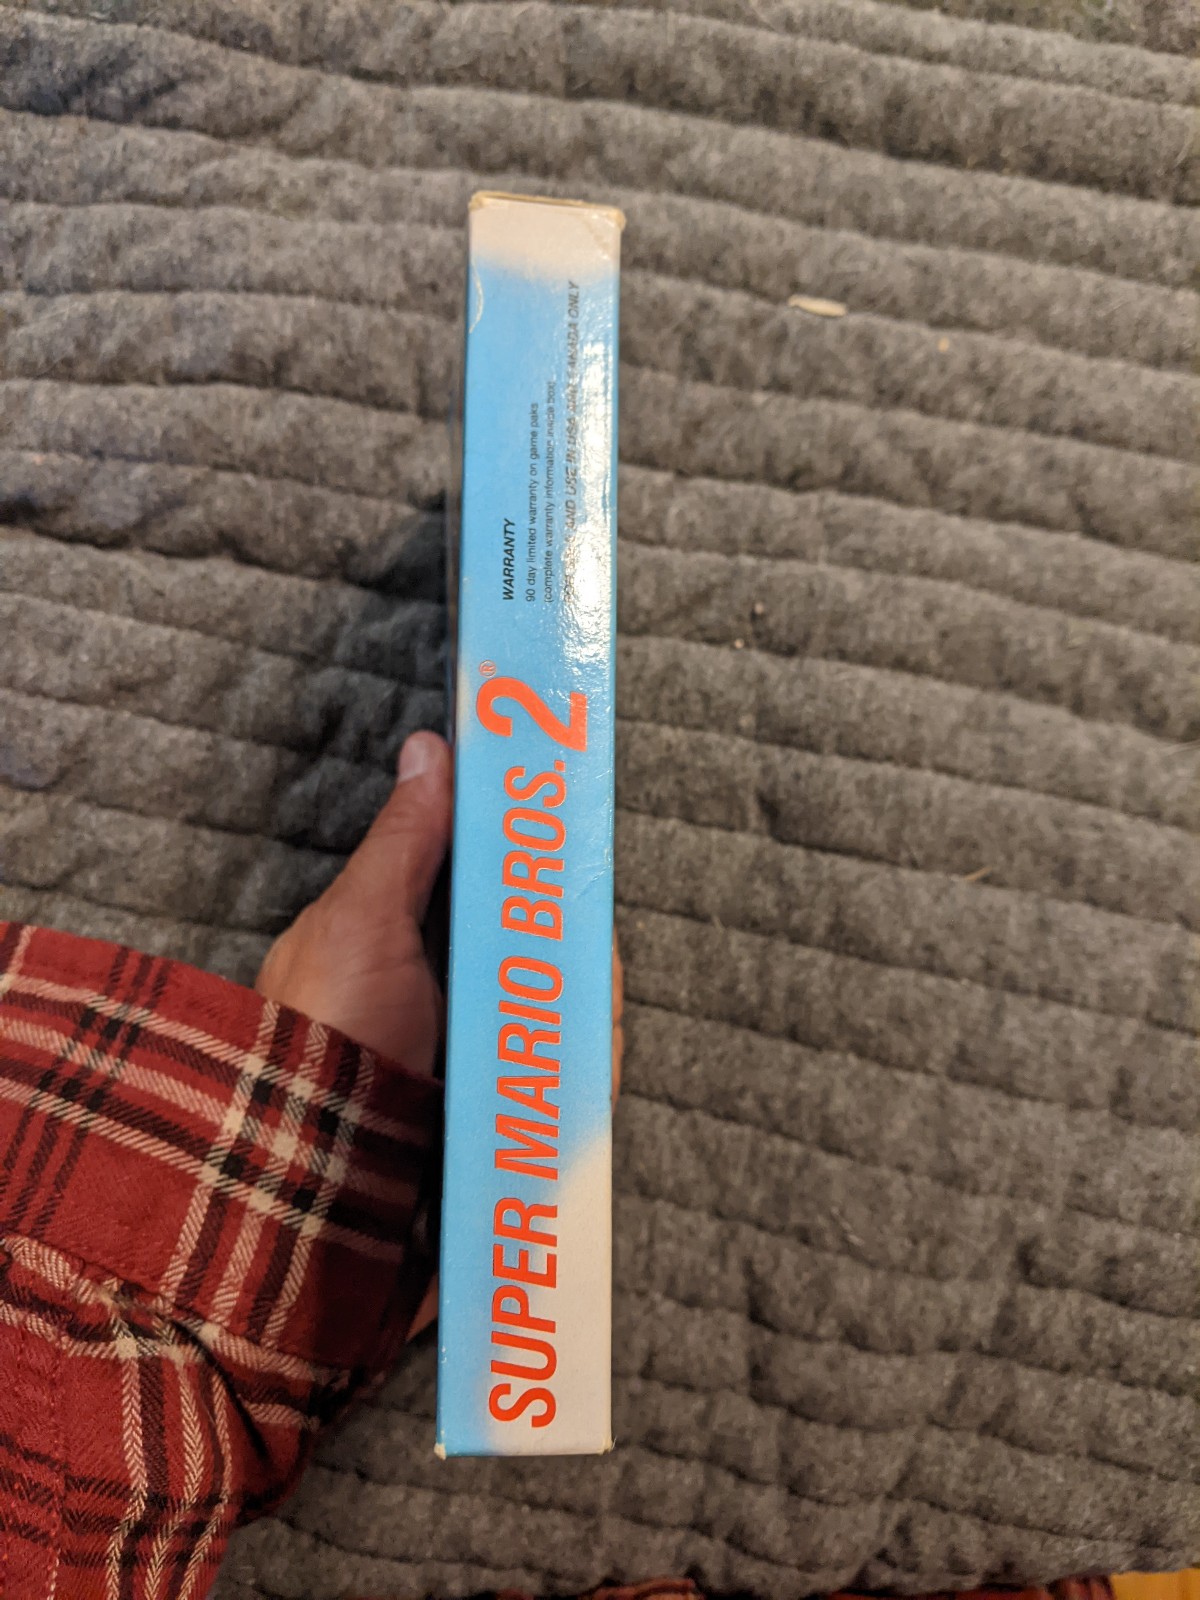 SUPER MARIO BROS. 2®
WARRANTY
90 day limited warranty on game paks
(complete warranty information inside box)
AND USE IN USA AND CANADA ONLY